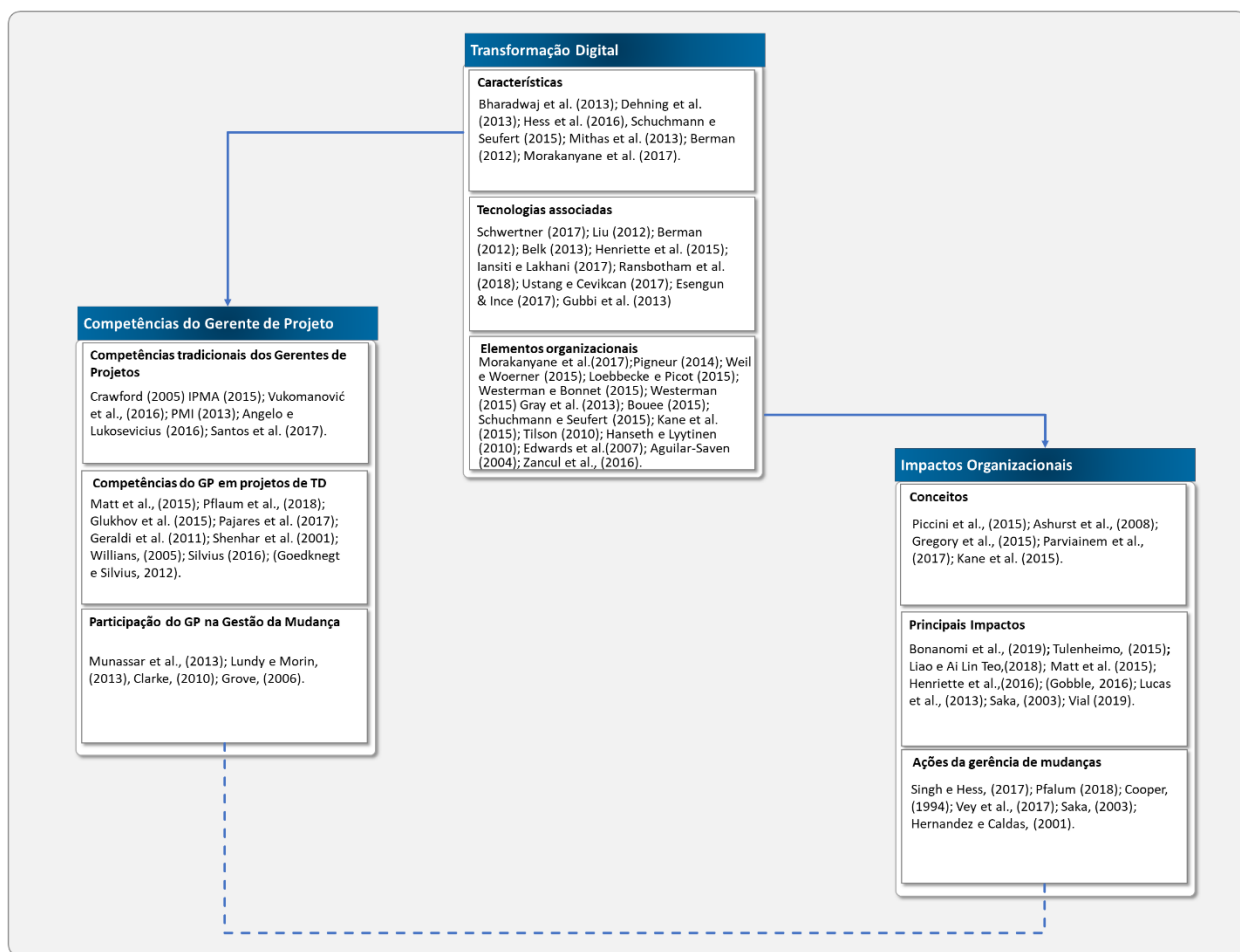 Transformação Digital
Características
Bharadwaj et al. (2013); Dehning et al.
(2013); Hess et al. (2016), Schuchmann e
Seufert (2015); Mithas et al. (2013); Berman
(2012); Morakanyane et al. (2017).
Tecnologias associadas
Schwertner (2017); Liu (2012); Berman
(2012); Belk (2013); Henriette et al. (2015);
Iansiti e Lakhani (2017); Ransbotham et al.
(2018); Ustang e Cevikcan (2017); Esengun
& Ince (2017); Gubbi et al. (2013)
Elementos organizacionais
Morakanyane et al.(2017);Pigneur (2014); Weil
e Woerner (2015); Loebbecke e Picot (2015);
Westerman e Bonnet (2015); Westerman
(2015) Gray et al. (2013); Bouee (2015);
Schuchmann e Seufert (2015); Kane et al.
(2015); Tilson (2010); Hanseth e Lyytinen
(2010); Edwards et al.(2007); Aguilar-Saven
(2004); Zancul et al., (2016).
Competências do Gerente de Projeto
Competências tradicionais dos Gerentes de
Projetos
Crawford (2005) IPMA (2015); Vukomanović
et al., (2016); PMI (2013); Angelo e
Lukosevicius (2016); Santos et al. (2017).
Competências do GP em projetos de TD
Matt et al., (2015); Pflaum et al., (2018);
Glukhov et al. (2015); Pajares et al. (2017);
Geraldi et al. (2011); Shenhar et al. (2001);
Willians, (2005); Silvius (2016); (Goedknegt
e Silvius, 2012).
Participação do GP na Gestão da Mudança
Munassar et al., (2013); Lundy e Morin,
(2013), Clarke, (2010); Grove, (2006).
Impactos Organizacionais
Conceitos
Piccini et al., (2015); Ashurst et al., (2008);
Gregory et al., (2015); Parviainem et al.,
(2017); Kane et al. (2015).
Principais Impactos
Bonanomi et al., (2019); Tulenheimo, (2015);
Liao e Ai Lin Teo,(2018); Matt et al. (2015);
Henriette et al.,(2016); (Gobble, 2016); Lucas
et al., (2013); Saka, (2003); Vial (2019).
Ações da gerência de mudanças
Singh e Hess, (2017); Pfalum (2018); Cooper,
(1994); Vey et al., (2017); Saka, (2003);
Hernandez e Caldas, (2001).